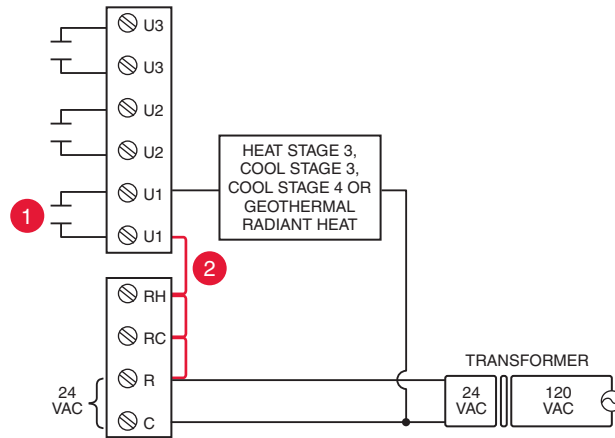 U3
U3
U2
U2
U1
U1
1
2
HEAT STAGE 3,
COOL STAGE 3,
COOL STAGE 4 OR
GEOTHERMAL
RADIANT HEAT
RH
RC
R
C
24
VAC
TRANSFORMER
24
VAC
120
VAC